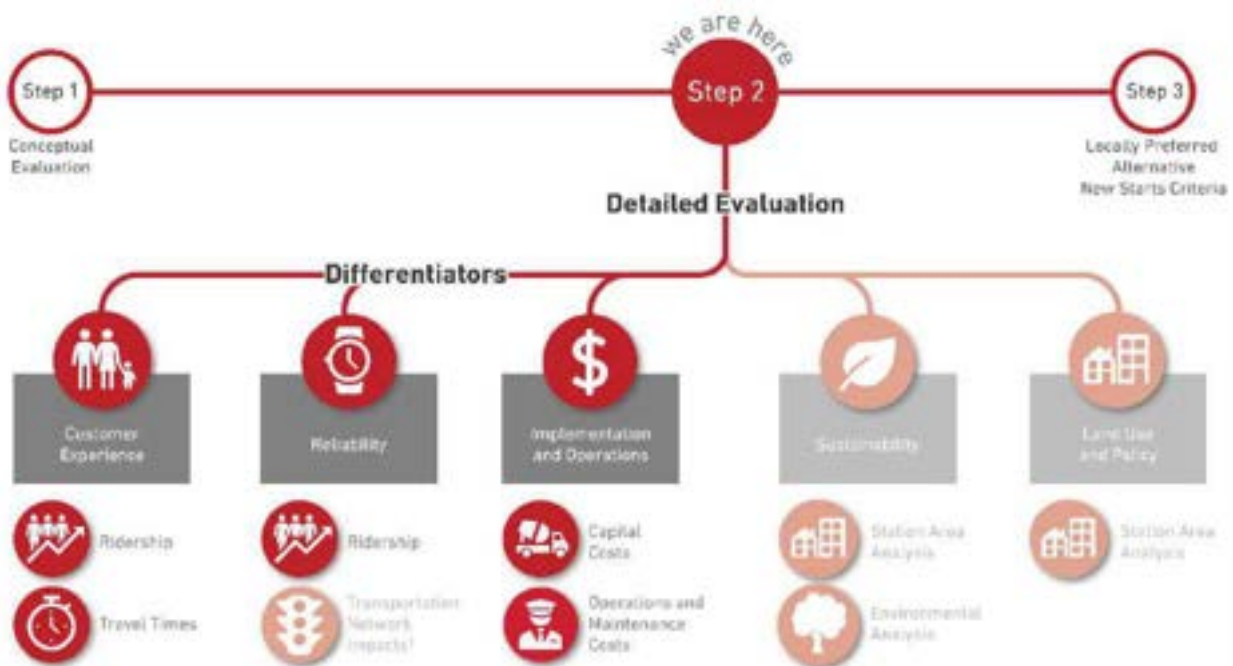 we are here
Step 1
Step 2
Step 3
Conceptual
Evaluation
Locally Preferred
Alternative
New Starts Criteria
Detailed Evaluation
Differentiators
$
Customer
Experience
Reliability
Implementation
and Operations
Sustainability
Land Use
and Policy
Ridership
Ridership
Capital
Costs
Station Area
Analysis
Station Area
Analysis
Travel Times
Transportation
Network
Operations and
Maintenance
Costs
Environmental
Analysis